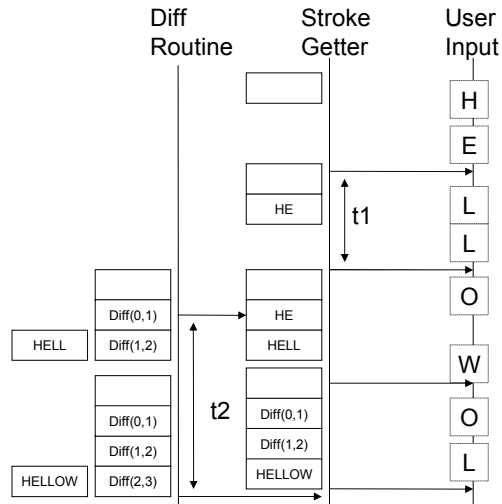 Diff
Routine
Stroke
Getter
User
Input
H
E
HE
t1
L
L
Diff(0,1)
HE
O
HELL
Diff(1,2)
HELL
W
t2
Diff(0,1)
Diff(0,1)
O
Diff(1,2)
Diff(1,2)
L
HELLOW
Diff(2,3)
HELLOW